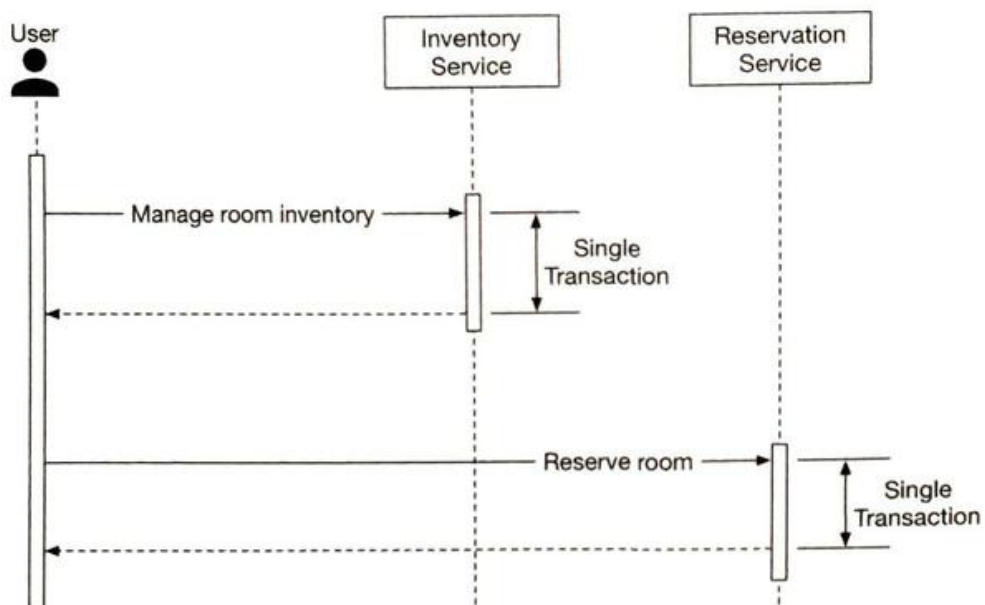 User
Inventory
Service
Reservation
Service
Manage room inventory
Single
Transaction
Reserve room
Single
Transaction